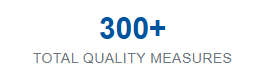 300+
TOTAL QUALITY MEASURES